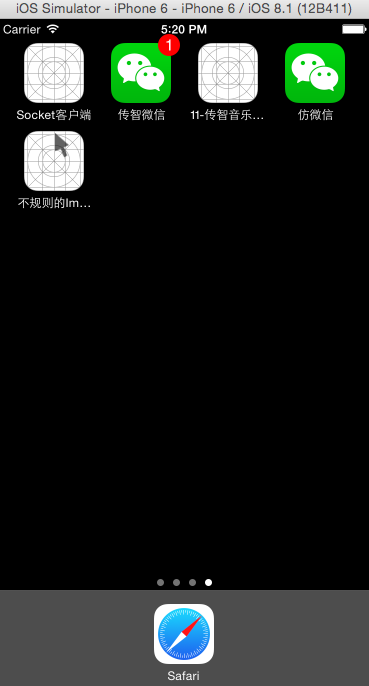 iOS Simulator - iPhone 6 - iPhone 6 / iOS 8.1 (12B411)
Carrier 5:20 PM
1
Socket客户端 传智微信 11-传智音乐... 仿微信
不规则的Im...
Safari